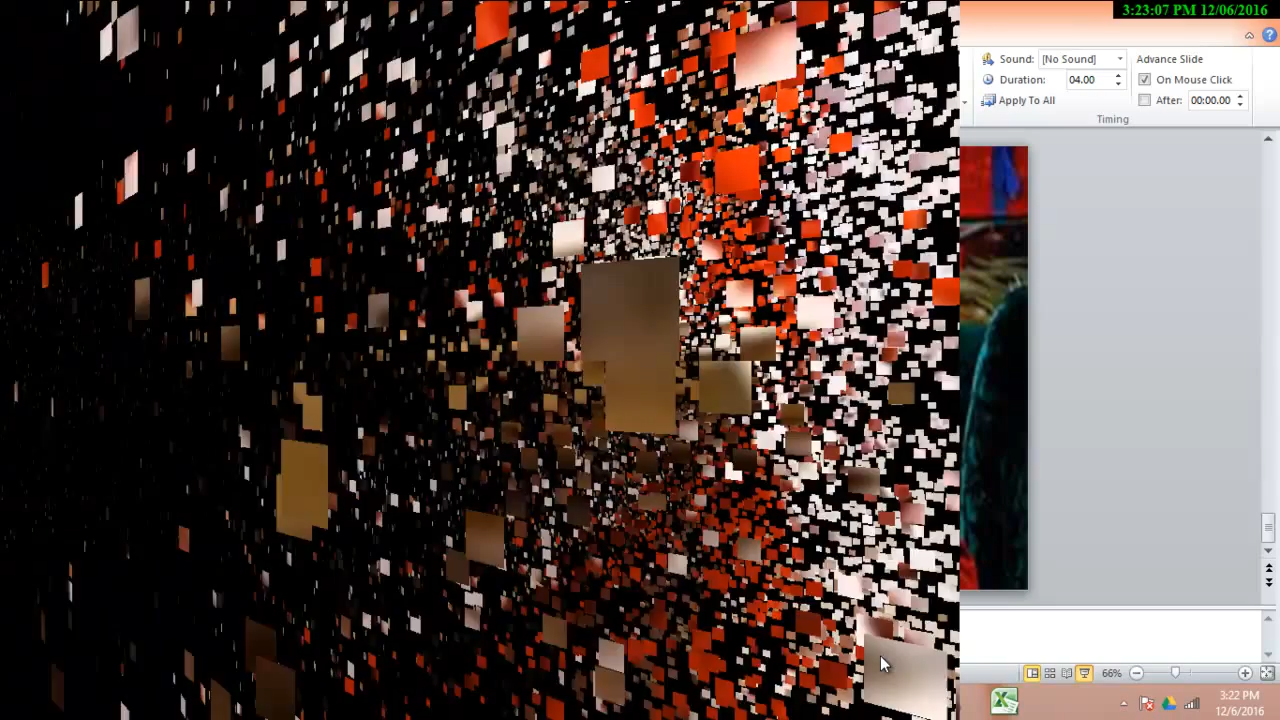 3:23:07 PM 12/06/2016
Sound: [No Sound] Advance Slide
Duration: 04.00 On Mouse Click
Apply To All After: 00:00.00
Timing
66%
3:22 PM
12/6/2016